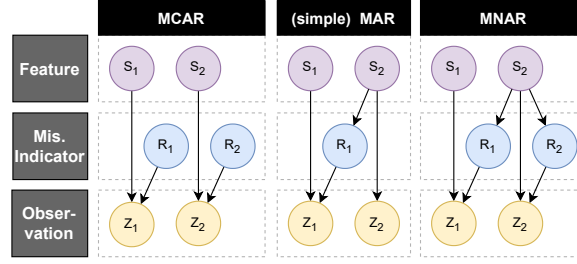 MCAR
(simple) MAR
MNAR
Feature
S1 S2 S1 S2 S1 S2
Mis.
Indicator
R1 R2 R1 R1 R2
Obser-
vation
Z1 Z2 Z1 Z2 Z1 Z2